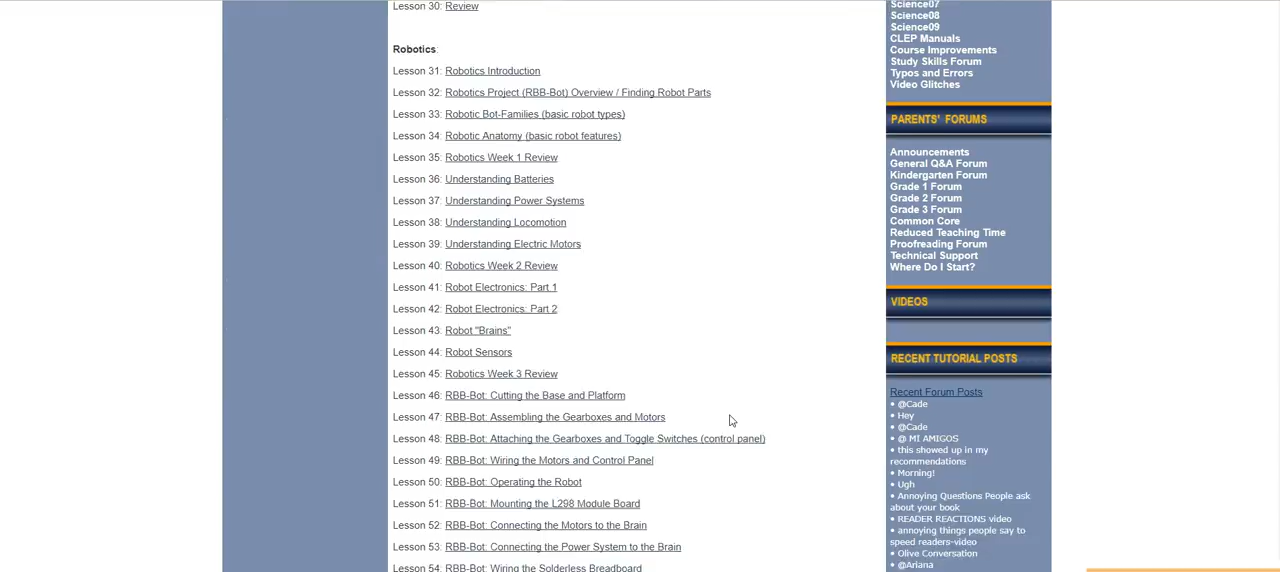 Lesson 30: Review
Robotics:
Lesson 31: Robotics Introduction
Lesson 32: Robotics Project (RBB-Bot) Overview / Finding Robot Parts
Lesson 33: Robotic Bot-Families (basic robot types)
Lesson 34: Robotic Anatomy (basic robot features)
Lesson 35: Robotics Week 1 Review
Lesson 36: Understanding Batteries
Lesson 37: Understanding Power Systems
Lesson 38: Understanding Locomotion
Lesson 39: Understanding Electric Motors
Lesson 40: Robotics Week 2 Review
Lesson 41: Robot Electronics: Part 1
Lesson 42: Robot Electronics: Part 2
Lesson 43: Robot "Brains"
Lesson 44: Robot Sensors
Lesson 45: Robotics Week 3 Review
Lesson 46: RBB-Bot: Cutting the Base and Platform
Lesson 47: RBB-Bot: Assembling the Gearboxes and Motors
Lesson 48: RBB-Bot: Attaching the Gearboxes and Toggle Switches (control panel)
Lesson 49: RBB-Bot: Wiring the Motors and Control Panel
Lesson 50: RBB-Bot: Operating the Robot
Lesson 51: RBB-Bot: Mounting the L298 Module Board
Lesson 52: RBB-Bot: Connecting the Motors to the Brain
Lesson 53: RBB-Bot: Connecting the Power System to the Brain
Lesson 54: RBB-Bot: Wiring the Solderless Breadboard
Science07
Science08
Science09
CLEP Manuals
Course Improvements
Study Skills Forum
Typos and Errors
Video Glitches
PARENTS' FORUMS
Announcements
General Q&A Forum
Kindergarten Forum
Grade 1 Forum
Grade 2 Forum
Grade 3 Forum
Common Core
Reduced Teaching Time
Proofreading Forum
Technical Support
Where Do I Start?
VIDEOS
RECENT TUTORIAL POSTS
Recent Forum Posts
• @Cade
• Hey
• @Cade
• @ MI AMIGOS
• this showed up in my
recommendations
• Morning!
• Ugh
• Annoying Questions People ask
about your book
• READER REACTIONS video
• annoying things people say to
speed readers-video
• Olive Conversation
• @Ariana